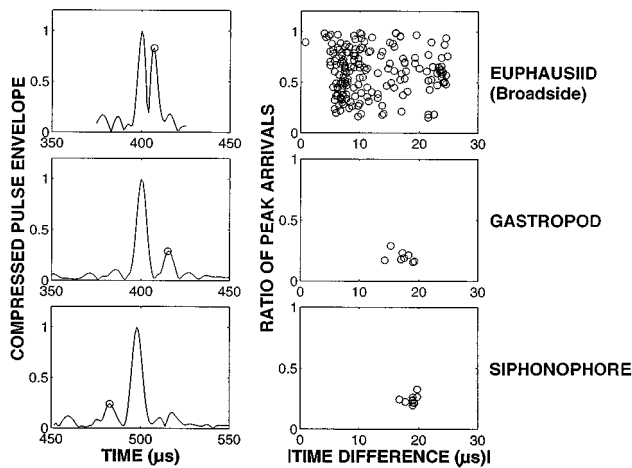 COMPRESSED PULSE ENVELOPE
1
0.5
0
350 400 450
1
0.5
0
350 400 450
1
0.5
0
450 500 550
TIME (µs)
RATIO OF PEAK ARRIVALS
1
0.5
0
0 10 20 30
EUPHAUSIID
(Broadside)
1
0.5
0
0 10 20 30
GASTROPOD
1
0.5
0
0 10 20 30
SIPHONOPHORE
|TIME DIFFERENCE (µs)|